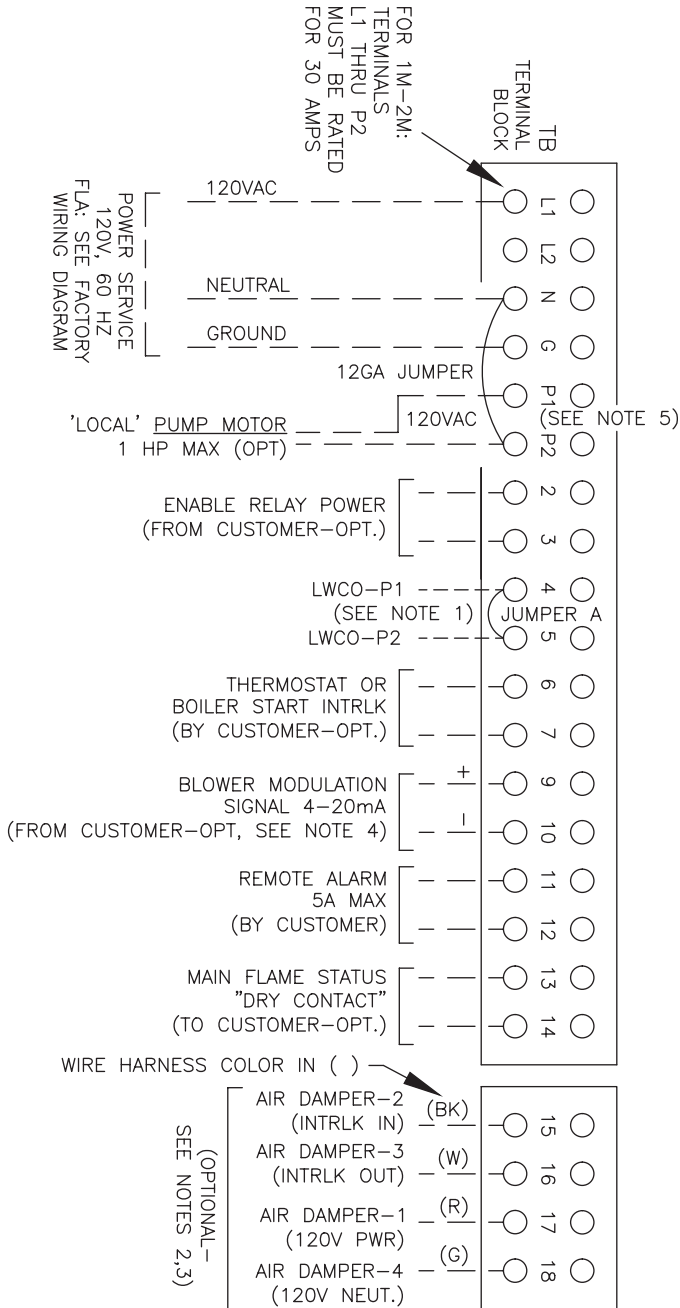 FOR 1M-2M:
TERMINALS
L1 THRU P2
MUST BE RATED
FOR 30 AMPS
TB
TERMINAL
BLOCK
POWER SERVICE
120V, 60 HZ
FLA: SEE FACTORY
WIRING DIAGRAM
120VAC
L1
L2
NEUTRAL
N
GROUND
G
12GA JUMPER
P1
(SEE NOTE 5)
'LOCAL' PUMP MOTOR
1 HP MAX (OPT)
120VAC
P2
ENABLE RELAY POWER
(FROM CUSTOMER-OPT.)
2
3
LWCO-P1
4
(SEE NOTE 1)
JUMPER A
LWCO-P2
5
THERMOSTAT OR
BOILER START INTRLK
(BY CUSTOMER-OPT.)
6
7
BLOWER MODULATION
SIGNAL 4-20mA
(FROM CUSTOMER-OPT, SEE NOTE 4)
+
9
-
10
REMOTE ALARM
5A MAX
(BY CUSTOMER)
11
12
MAIN FLAME STATUS
"DRY CONTACT"
(TO CUSTOMER-OPT.)
13
14
WIRE HARNESS COLOR IN ( )
(OPTIONAL-
SEE NOTES 2,3)
AIR DAMPER-2
(INTRLK IN)
(BK)
15
AIR DAMPER-3
(INTRLK OUT)
(W)
16
AIR DAMPER-1
(120V PWR)
(R)
17
AIR DAMPER-4
(120V NEUT.)
(G)
18